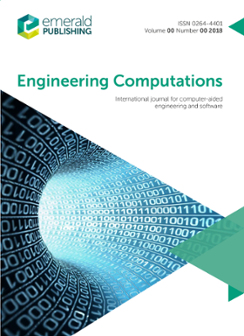 emerald
PUBLISHING
ISSN 0264-4401
Volume 00 Number 00 2018
Engineering Computations
International journal for computer-aided
engineering and software